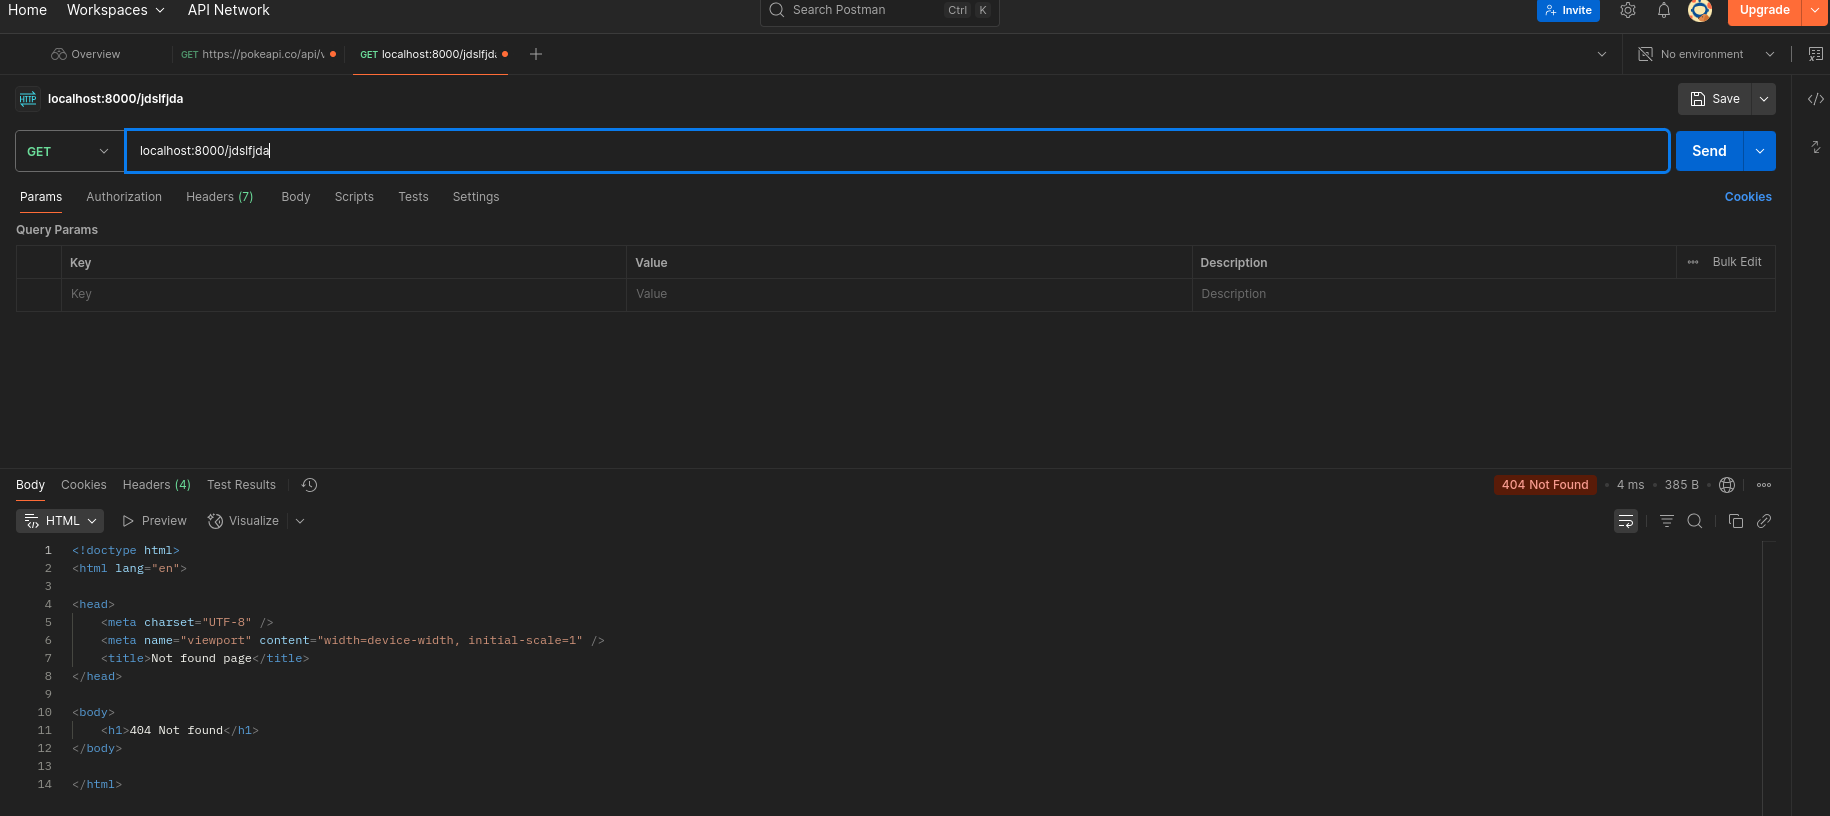 Home Workspaces API Network Search Postman Ctrl K Invite Upgrade
Overview GET https://pokeapi.co/api/ GET localhost:8000/jdslfjda No environment
HTTP localhost:8000/jdslfjda Save
GET localhost:8000/jdslfjda Send
Params Authorization Headers (7) Body Scripts Tests Settings Cookies
Query Params
Key Value Description Bulk Edit
Key Value Description
Body Cookies Headers (4) Test Results 404 Not Found • 4 ms • 385 B
HTML Preview Visualize
1 <!doctype html>
2 <html lang="en">
3
4 <head>
5 <meta charset="UTF-8" />
6 <meta name="viewport" content="width=device-width, initial-scale=1" />
7 <title>Not found page</title>
8 </head>
9
10 <body>
11 <h1>404 Not found</h1>
12 </body>
13
14 </html>